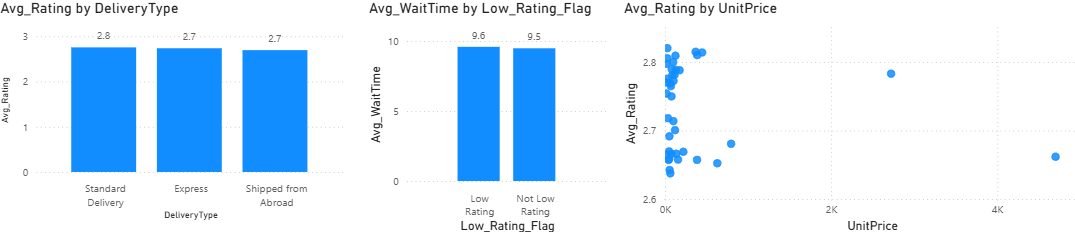 Avg_Rating by DeliveryType
3
2
1
0
Avg_Rating
2.8
2.7
2.7
Standard
Delivery
Express
Shipped from
Abroad
DeliveryType
Avg_WaitTime by Low_Rating_Flag
10
5
0
Avg_WaitTime
9.6
9.5
Low
Rating
Not Low
Rating
Low_Rating_Flag
Avg_Rating by UnitPrice
2.8
2.7
2.6
Avg_Rating
0K
2K
4K
UnitPrice